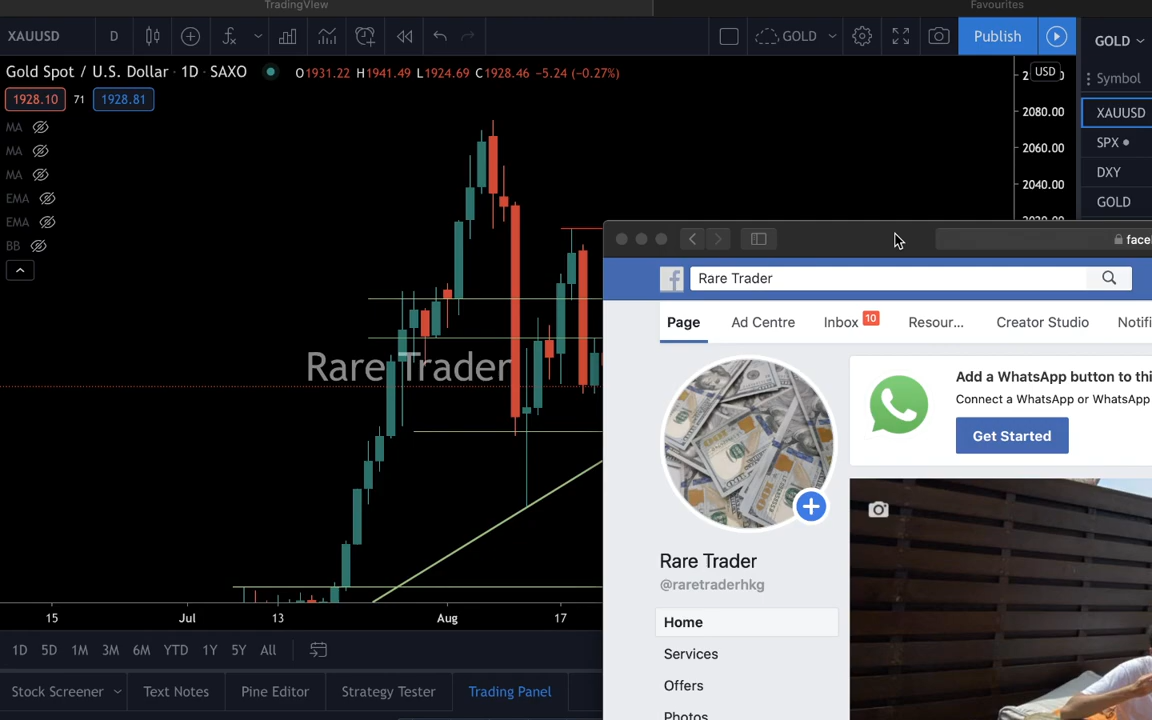 TradingView
Favourites
XAUUSD
D
GOLD
Publish
GOLD
Gold Spot / U.S. Dollar · 1D · SAXO
O1931.22 H1941.49 L1924.69 C1928.46 -5.24 (-0.27%)
USD
Symbol
1928.10
71
1928.81
XAUUSD
2080.00
MA
SPX
MA
2060.00
MA
DXY
2040.00
EMA
GOLD
EMA
BB
Rare Trader
15
Jul
13
Aug
17
1D 5D 1M 3M 6M YTD 1Y 5Y All
Stock Screener
Text Notes
Pine Editor
Strategy Tester
Trading Panel
Rare Trader
Page
Ad Centre
Inbox
10
Resour...
Creator Studio
Add a WhatsApp button to
Connect a WhatsApp or WhatsApp
Get Started
Rare Trader
@raretraderhkg
Home
Services
Offers
Photos